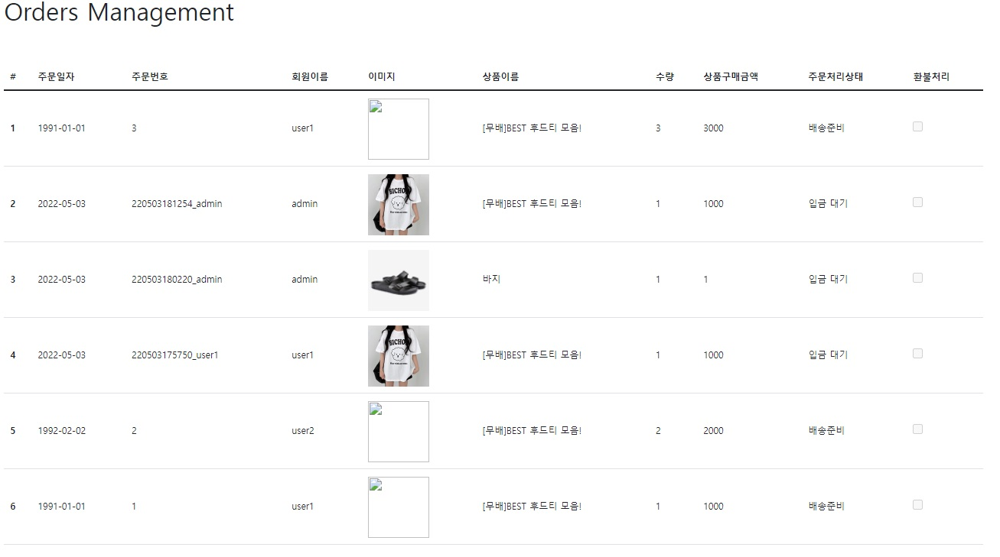 Orders Management
# 주문일자 주문번호 회원이름 이미지 상품이름 수량 상품구매금액 주문처리상태 환불처리
1 1991-01-01 3 user1 [무배]BEST 후드티 모음! 3 3000 배송준비
2 2022-05-03 220503181254_admin admin BICHO [무배]BEST 후드티 모음! 1 1000 입금 대기
3 2022-05-03 220503180220_admin admin 바지 1 1 입금 대기
4 2022-05-03 220503175750_user1 user1 BICHO [무배]BEST 후드티 모음! 1 1000 입금 대기
5 1992-02-02 2 user2 [무배]BEST 후드티 모음! 2 2000 배송준비
6 1991-01-01 1 user1 [무배]BEST 후드티 모음! 1 1000 배송준비